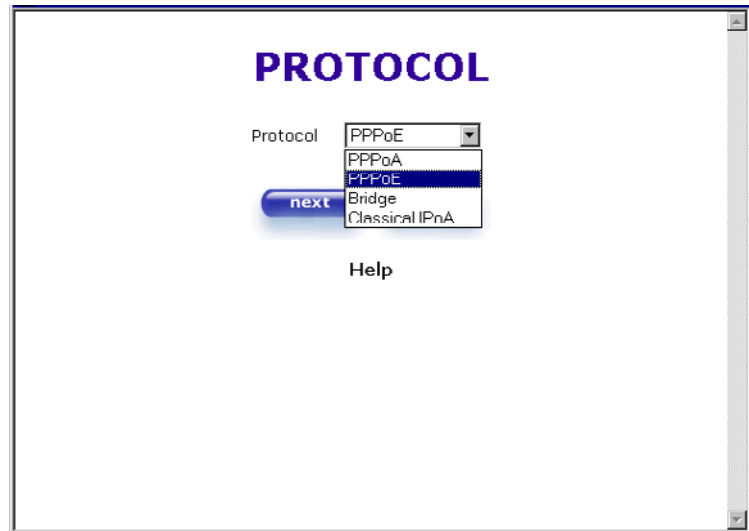 PROTOCOL
Protocol PPPoE
PPPoA
PPPoE
next Bridge
ClassicalIPoA
Help